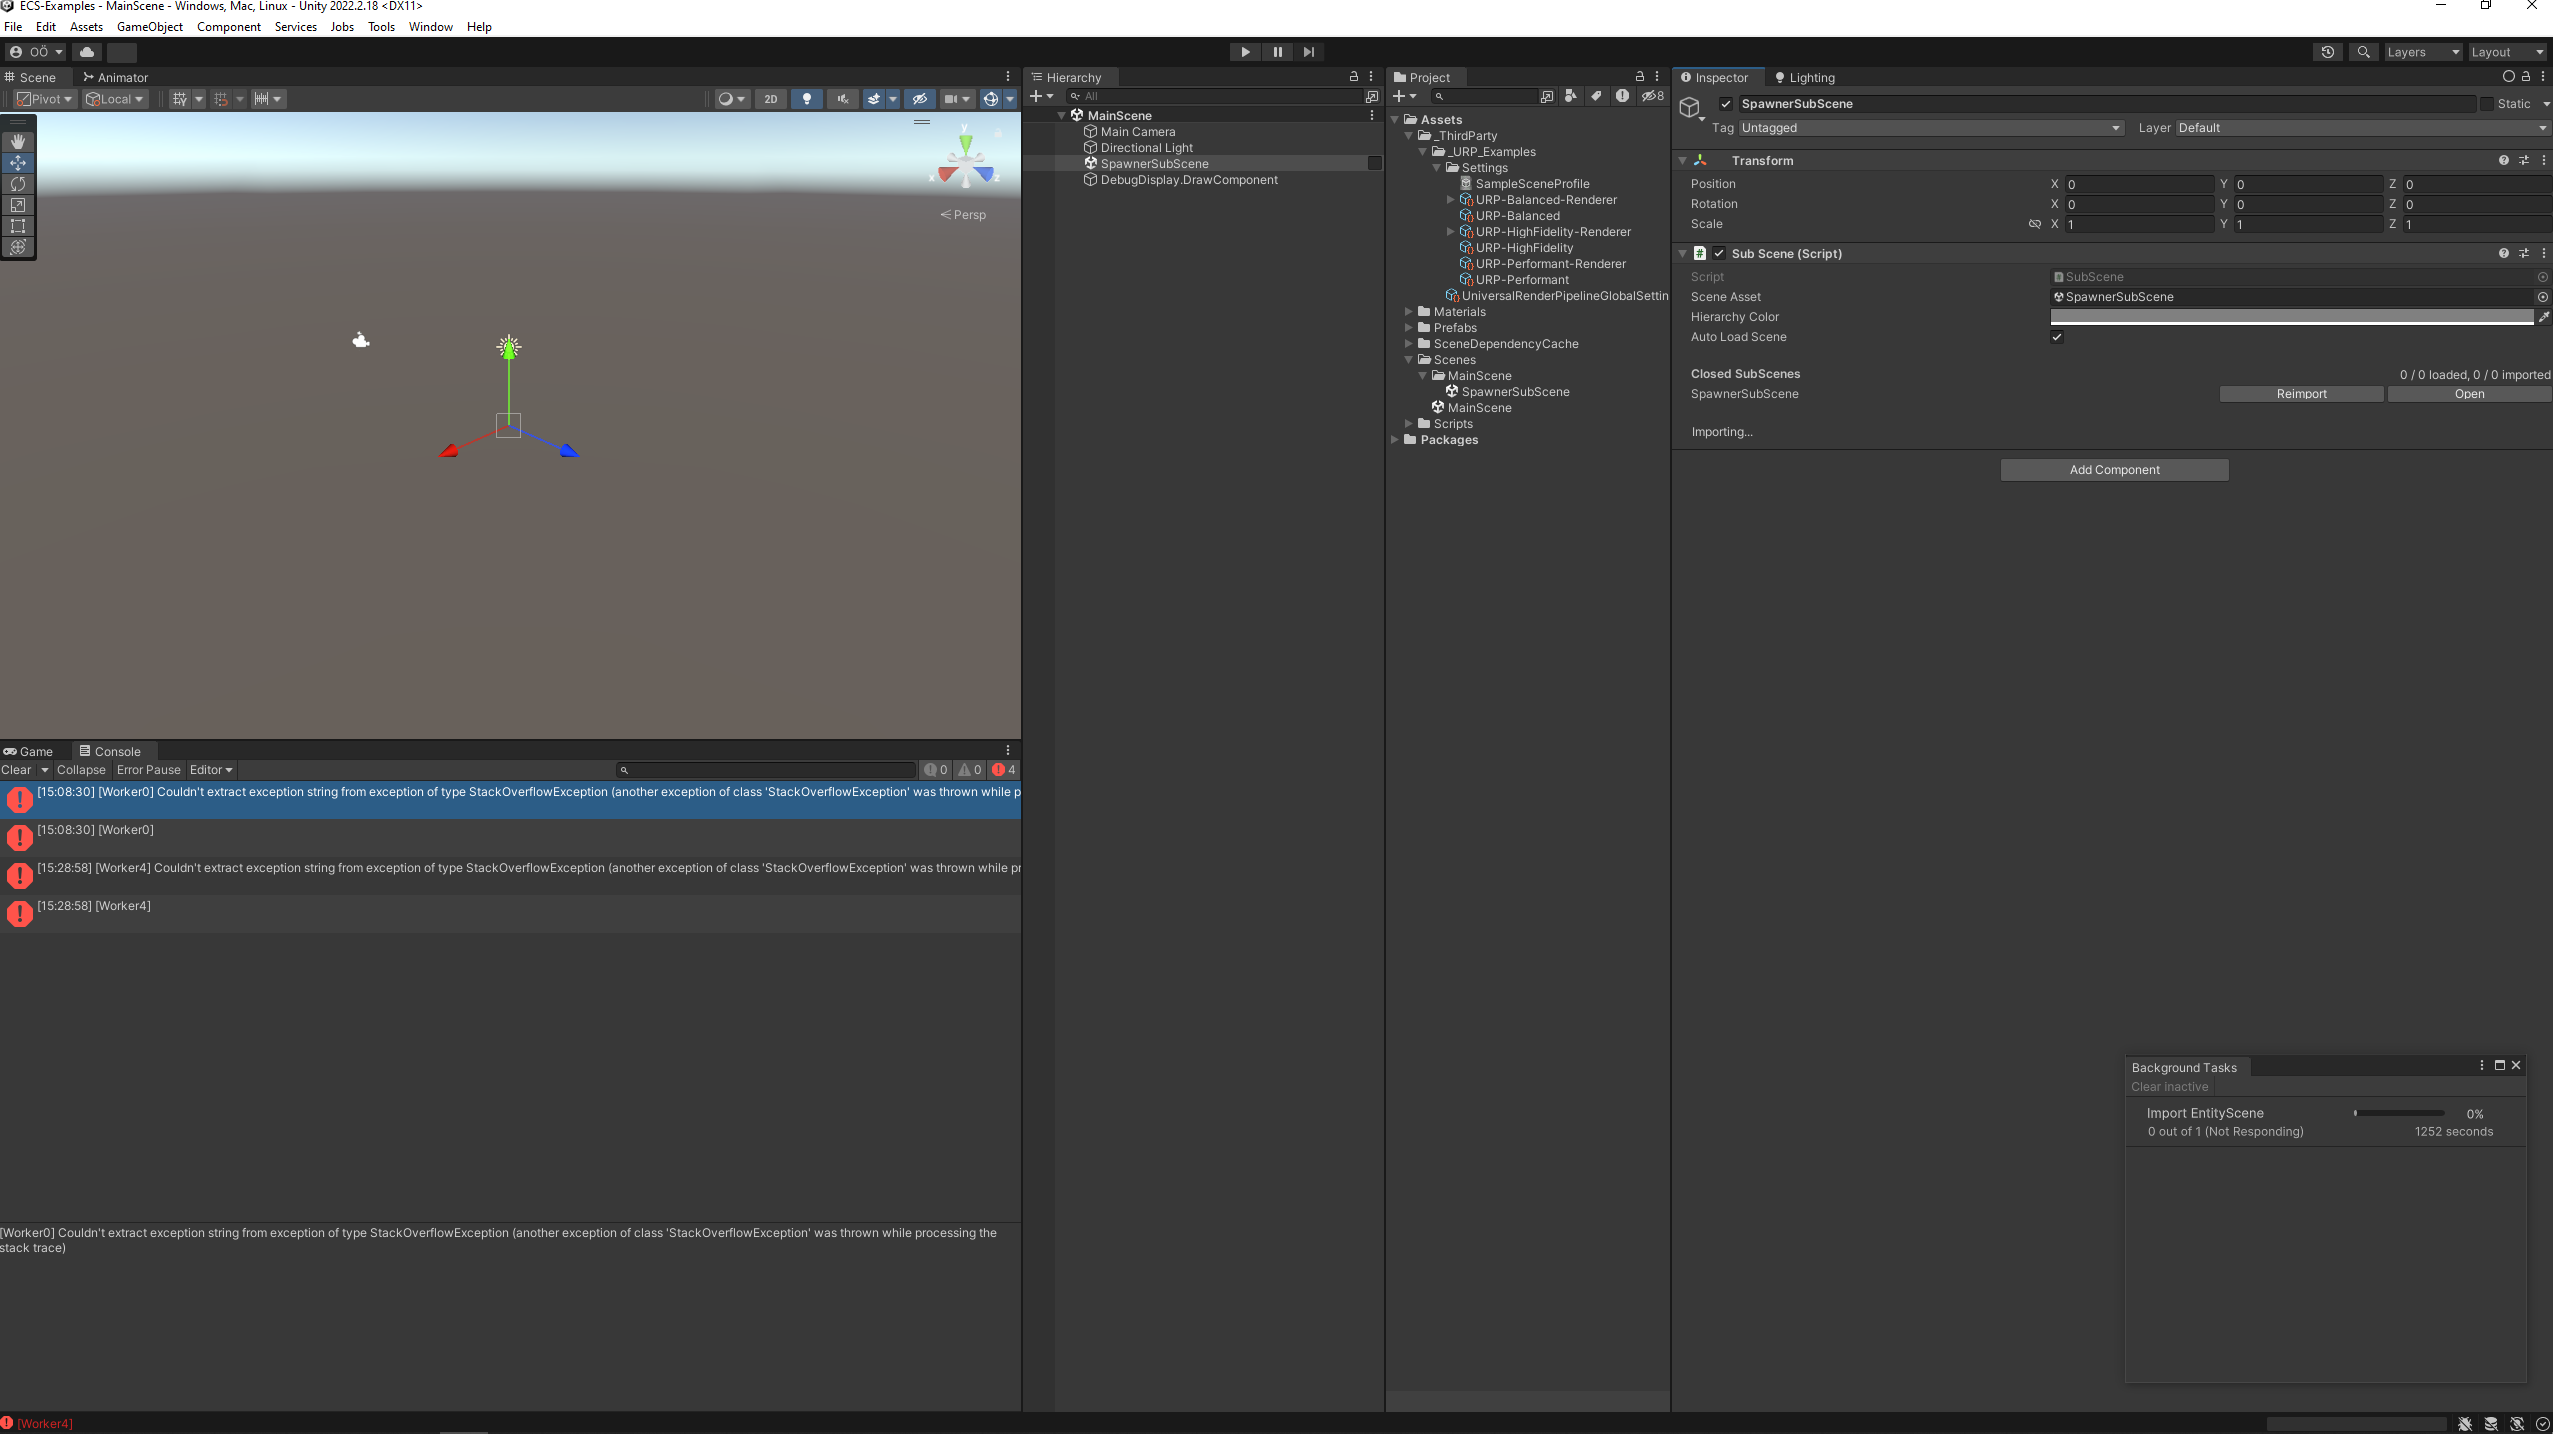 ECS-Examples - MainScene - Windows, Mac, Linux - Unity 2022.2.18 <DX11>
File Edit Assets GameObject Component Services Jobs Tools Window Help
OÖ
Layers
Layout
Scene
Animator
Pivot
Local
2D
y
x
z
Persp
Hierarchy
All
MainScene
Main Camera
Directional Light
SpawnerSubScene
DebugDisplay.DrawComponent
Project
8
Assets
_ThirdParty
_URP_Examples
Settings
SampleSceneProfile
URP-Balanced-Renderer
URP-Balanced
URP-HighFidelity-Renderer
URP-HighFidelity
URP-Performant-Renderer
URP-Performant
UniversalRenderPipelineGlobalSettin
Materials
Prefabs
SceneDependencyCache
Scenes
MainScene
SpawnerSubScene
MainScene
Scripts
Packages
Inspector
Lighting
SpawnerSubScene
Static
Tag Untagged
Layer Default
Transform
Position X 0 Y 0 Z 0
Rotation X 0 Y 0 Z 0
Scale X 1 Y 1 Z 1
Sub Scene (Script)
Script SubScene
Scene Asset SpawnerSubScene
Hierarchy Color
Auto Load Scene
Closed SubScenes 0 / 0 loaded, 0 / 0 imported
SpawnerSubScene Reimport Open
Importing...
Add Component
Game
Console
Clear Collapse Error Pause Editor 0 0 4
[15:08:30] [Worker0] Couldn't extract exception string from exception of type StackOverflowException (another exception of class 'StackOverflowException' was thrown while p
[15:08:30] [Worker0]
[15:28:58] [Worker4] Couldn't extract exception string from exception of type StackOverflowException (another exception of class 'StackOverflowException' was thrown while pr
[15:28:58] [Worker4]
[Worker0] Couldn't extract exception string from exception of type StackOverflowException (another exception of class 'StackOverflowException' was thrown while processing the
stack trace)
Background Tasks
Clear inactive
Import EntityScene 0%
0 out of 1 (Not Responding) 1252 seconds
[Worker4]